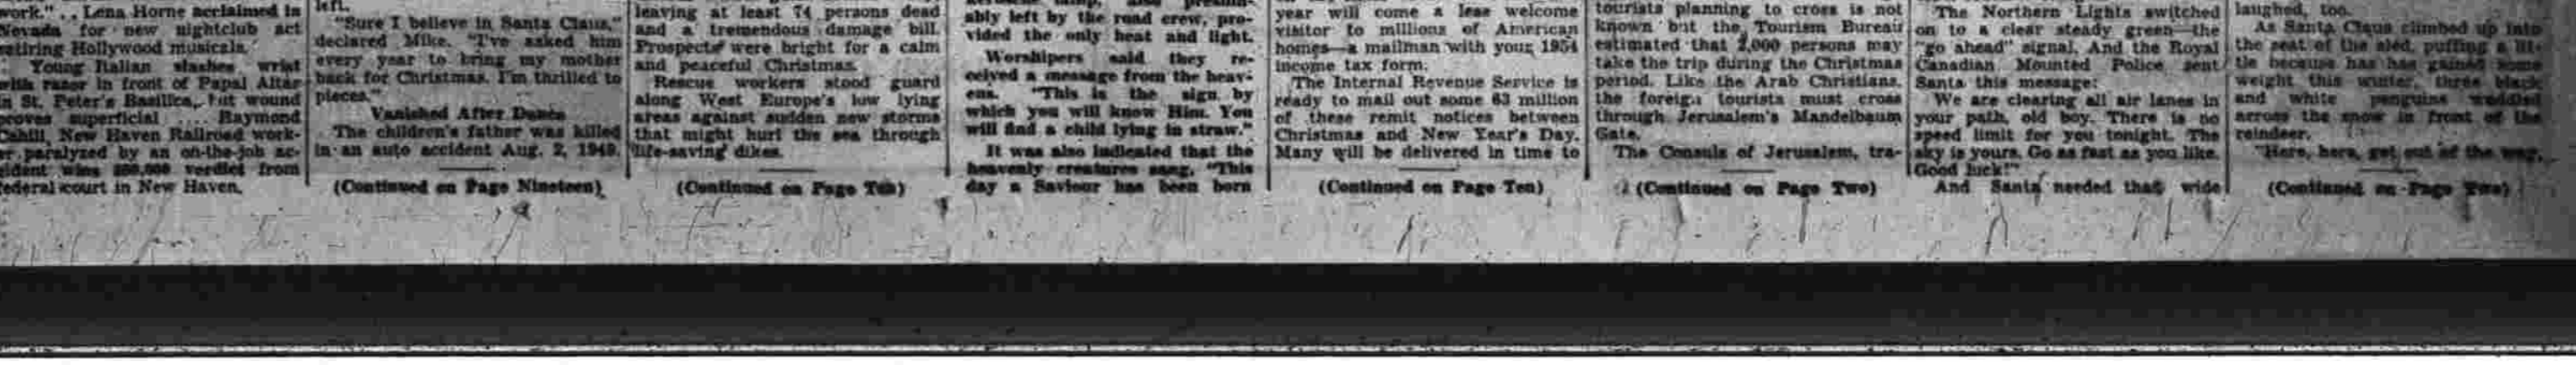 work." . . Lena Horne acclaimed in
Nevada for new nightclub act
satirizing Hollywood musicals.
Young Italian slashes wrist
with razor in front of Papal Altar
in St. Peter's Basilica, but wound
proves superficial .... Raymond
Cahill, New Haven Railroad work-
er paralyzed by an on-the-job ac-
cident wins verdict from
federal court in New Haven.
left.
"Sure I believe in Santa Claus,"
declared Mike. "I've asked him
every year to bring my mother
back for Christmas. I'm thrilled to
pieces."
Vanished After Dance
The children's father was killed
in an auto accident Aug. 2, 1949.
(Continued on Page Nineteen)
leaving at least 74 persons dead
and a tremendous damage bill.
Prospects were bright for a calm
and peaceful Christmas.
Rescue workers stood guard
along West Europe's low lying
areas against sudden new storms
that might hurl the sea through
life-saving dikes.
(Continued on Page Ten)
ably left by the road crew, pro-
vided the only heat and light.
Worshipers said they re-
ceived a message from the heav-
ens. "This is the sign by
which you will know Him. You
will find a child lying in straw."
It was also indicated that the
heavenly creatures sang, "This
day a Saviour has been born
year will come a less welcome
visitor to millions of American
homes—a mailman with your 1954
income tax form.
The Internal Revenue Service is
ready to mail out some 63 million
of these remit notices between
Christmas and New Year's Day.
Many will be delivered in time to
(Continued on Page Ten)
tourists planning to cross is not
known but the Tourism Bureau
estimated that 2,000 persons may
take the trip during the Christmas
period. Like the Arab Christians,
the foreign tourists must cross
through Jerusalem's Mandelbaum
Gate.
The Consuls of Jerusalem, tra-
(Continued on Page Two)
The Northern Lights switched
on to a clear steady green—the
"go ahead" signal. And the Royal
Canadian Mounted Police sent
Santa this message:
We are clearing all air lanes in
your path, old boy. There is no
speed limit for you tonight. The
sky is yours. Go as fast as you like.
Good luck!"
And Santa needed that wide
laughed, too.
As Santa Claus climbed up into
the seat of the sled, puffing a lit-
tle because has has gained some
weight this winter, three black
and white penguins waddled
across the snow in front of the
reindeer.
"Here, here, get out of the way,
(Continued on Page Two)